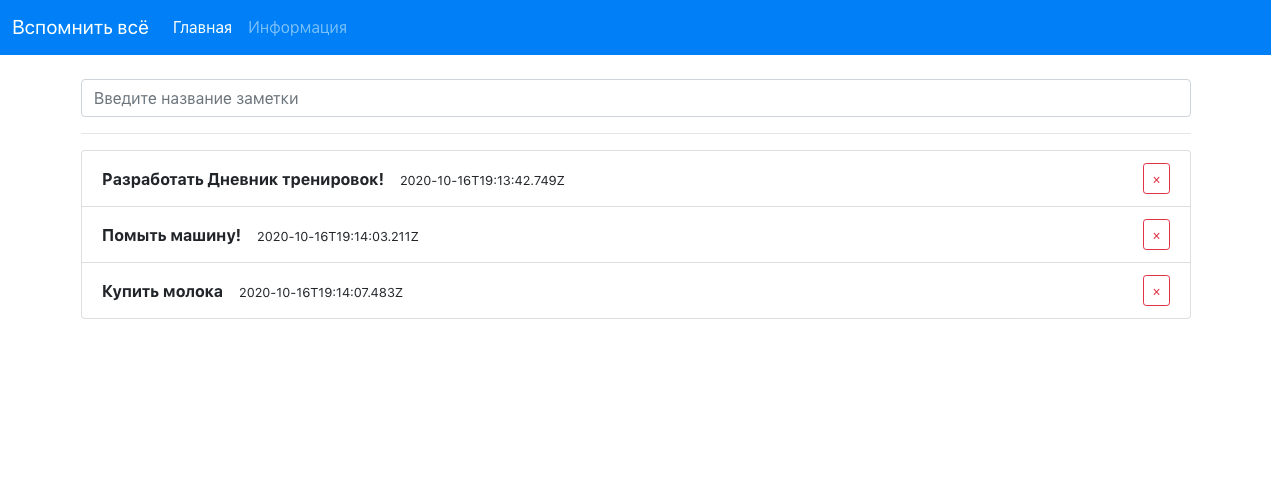 Вспомнить всё Главная Информация
Введите название заметки
Разработать Дневник тренировок! 2020-10-16T19:13:42.749Z ×
Помыть машину! 2020-10-16T19:14:03.211Z ×
Купить молока 2020-10-16T19:14:07.483Z ×